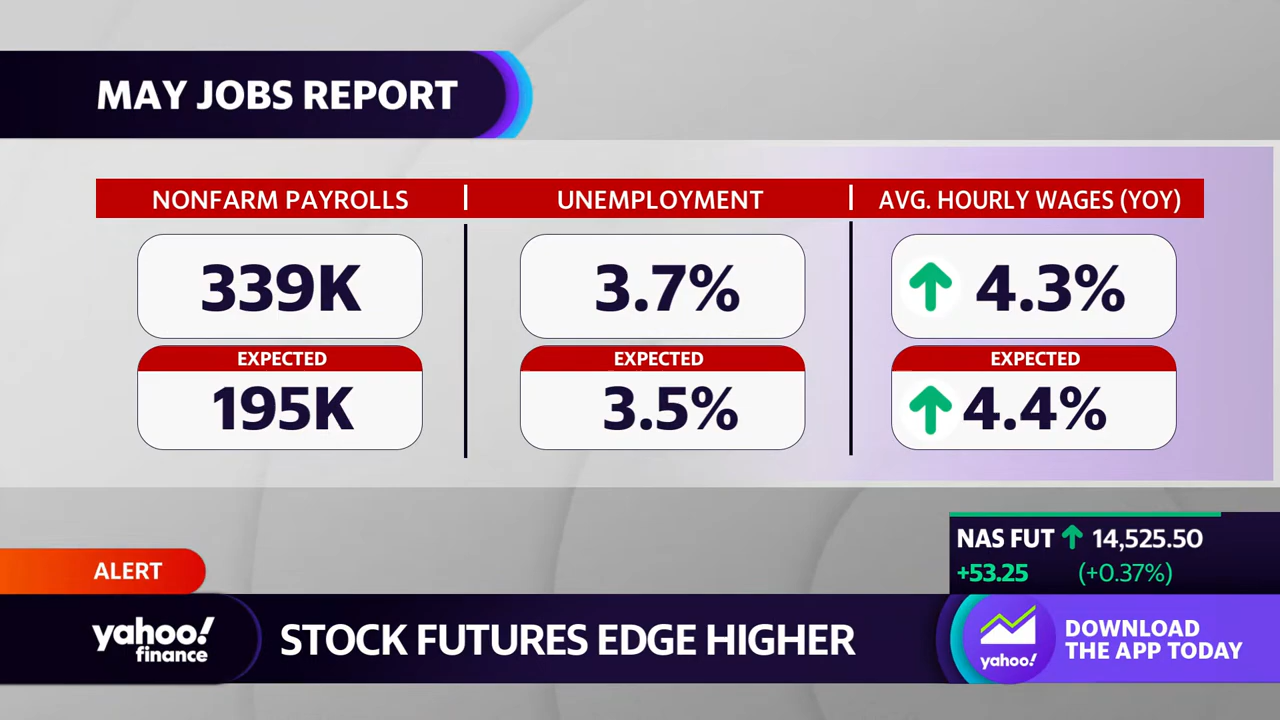 MAY JOBS REPORT
NONFARM PAYROLLS
UNEMPLOYMENT
AVG. HOURLY WAGES (YOY)
339K
3.7%
4.3%
EXPECTED
EXPECTED
EXPECTED
195K
3.5%
4.4%
NAS FUT 14,525.50
+53.25 (+0.37%)
ALERT
yahoo!
finance
STOCK FUTURES EDGE HIGHER
yahoo!
DOWNLOAD
THE APP TODAY